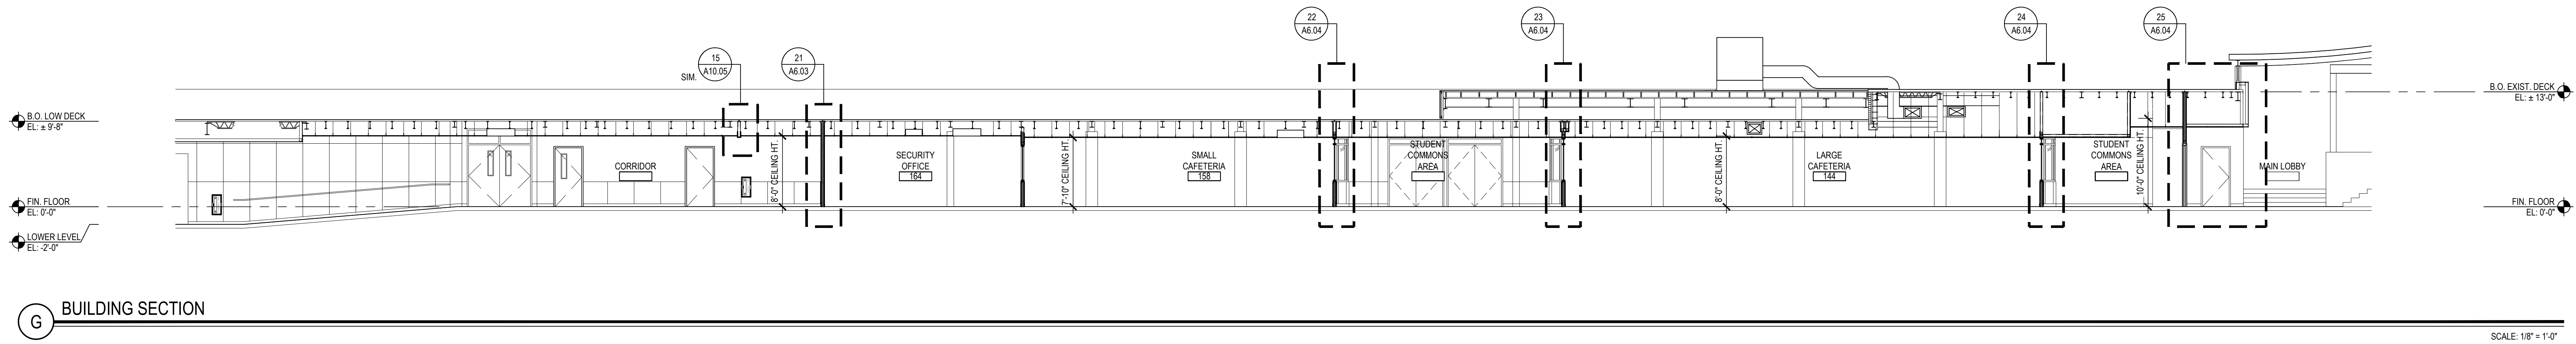 22
A6.04
23
A6.04
24
A6.04
25
A6.04
15
A10.05
SIM.
21
A6.03
B.O. LOW DECK
EL: ± 9'-8"
B.O. EXIST. DECK
EL: ± 13'-0"
CORRIDOR
8'-0" CEILING HT.
SECURITY
OFFICE
164
7'-10" CEILING HT.
SMALL
CAFETERIA
158
STUDENT
COMMONS
AREA
8'-0" CEILING HT.
LARGE
CAFETERIA
144
STUDENT
COMMONS
AREA
10'-0" CEILING HT.
MAIN LOBBY
FIN. FLOOR
EL: 0'-0"
FIN. FLOOR
EL: 0'-0"
LOWER LEVEL
EL: -2'-0"
G
BUILDING SECTION
SCALE: 1/8" = 1'-0"